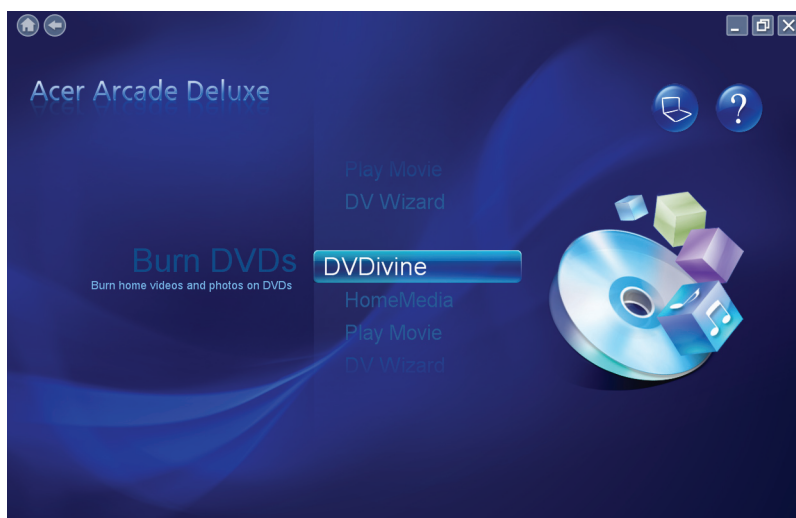 Acer Arcade Deluxe
?
Play Movie
DV Wizard
Burn DVDs
Burn home videos and photos on DVDs
DVDivine
HomeMedia
Play Movie
DV Wizard